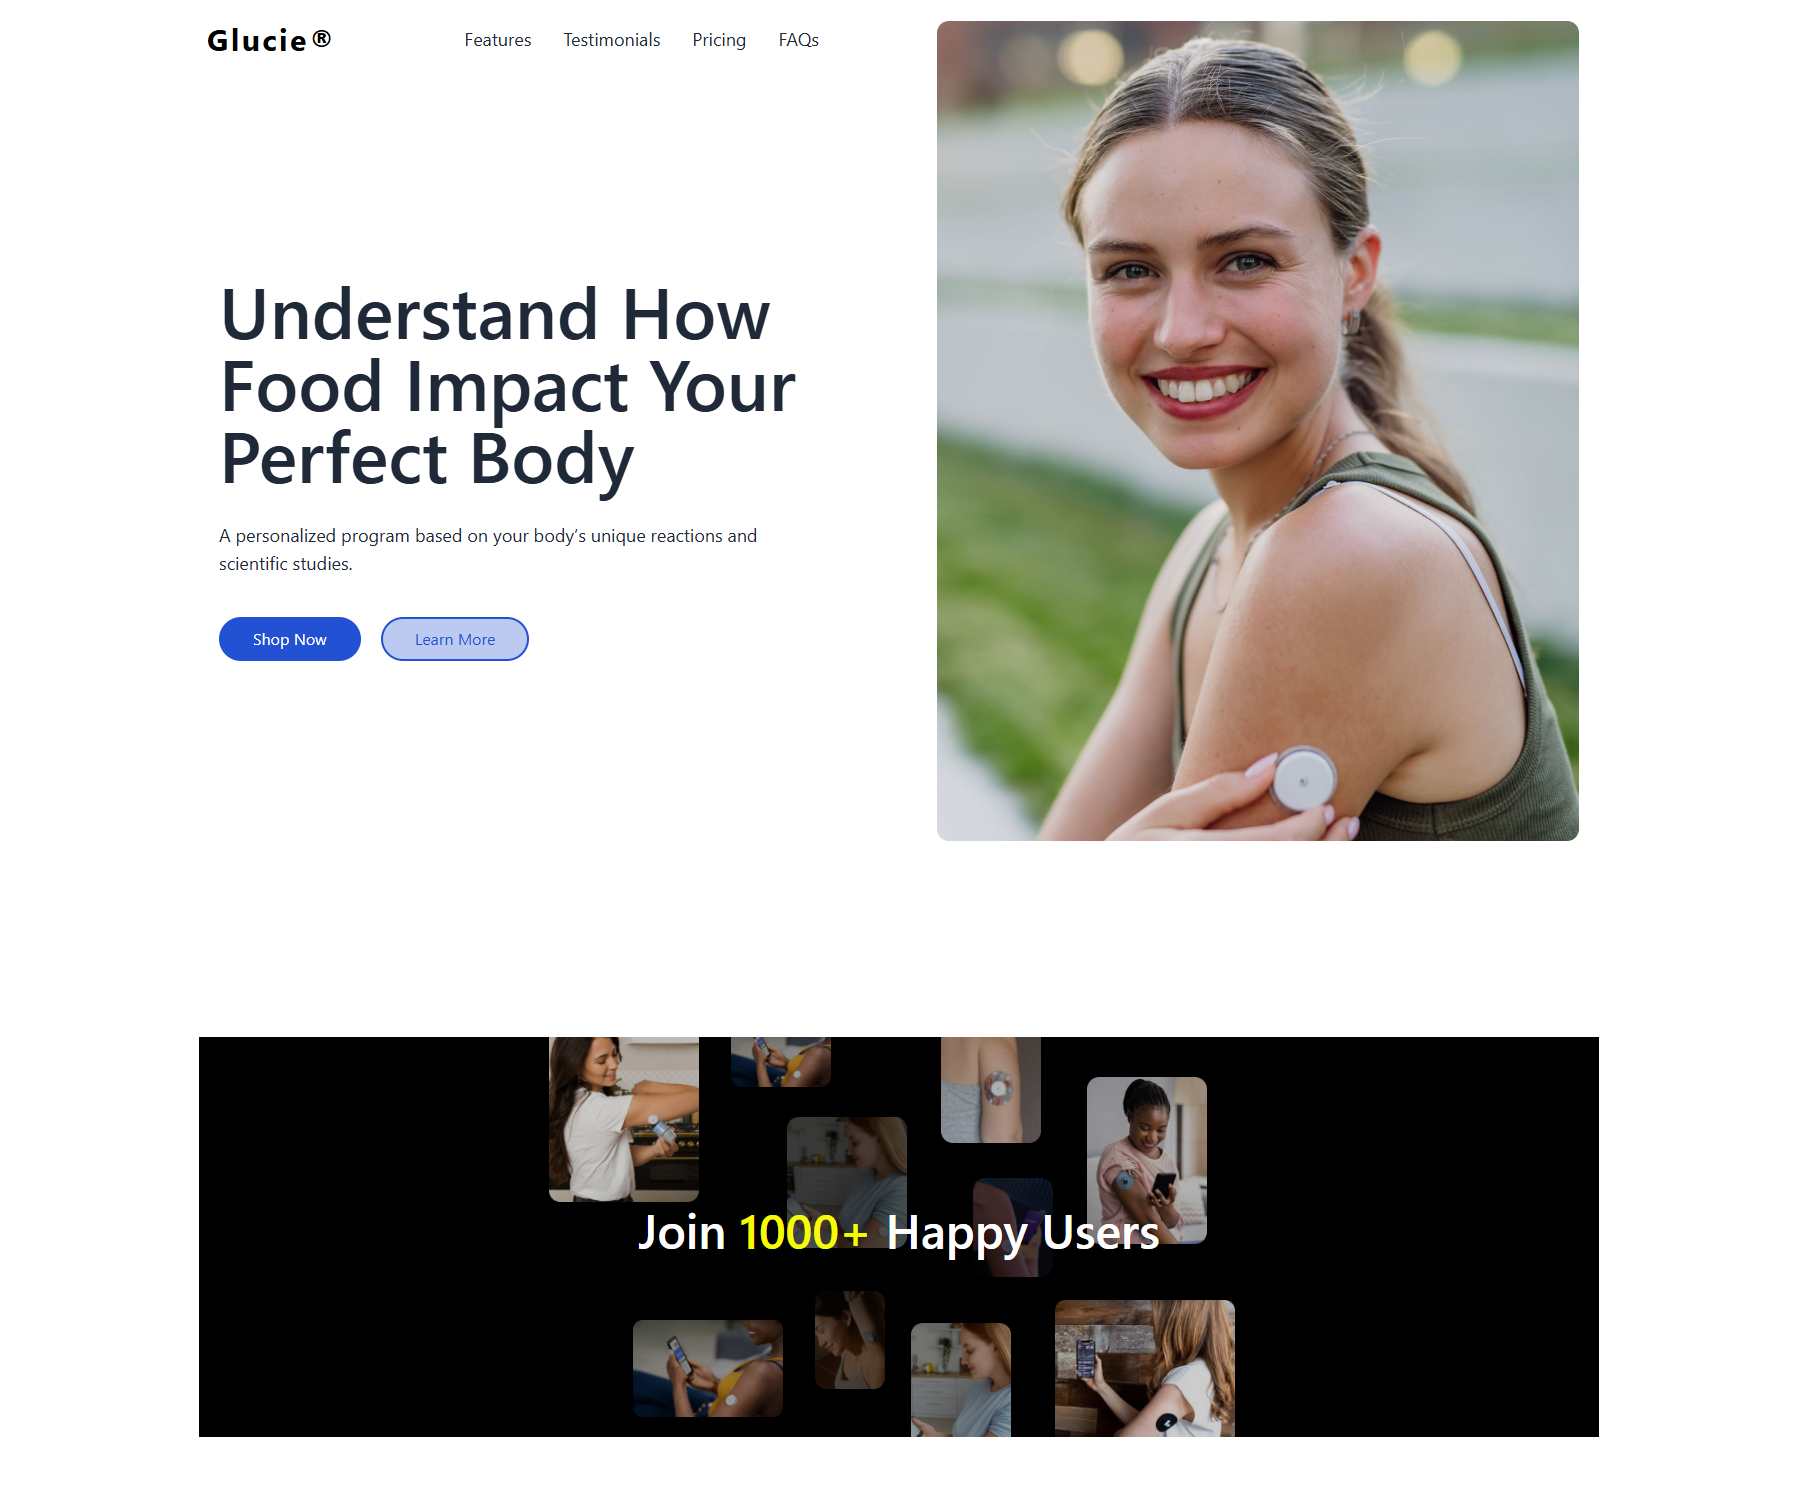 Glucie®
Features Testimonials Pricing FAQs
Understand How
Food Impact Your
Perfect Body
A personalized program based on your body’s unique reactions and
scientific studies.
Shop Now Learn More
Join 1000+ Happy Users